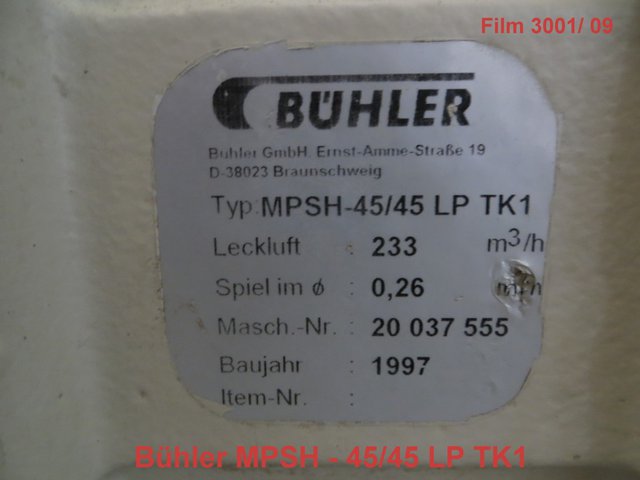 Film 3001/ 09
BÜHLER
Bühler GmbH. Ernst-Amme-Straße 19
D-38023 Braunschweig
Typ:MPSH-45/45 LP TK1
Leckluft : 233 m³/h
Spiel im ø : 0,26
Masch.-Nr. : 20 037 555
Baujahr : 1997
Item-Nr. :
Bühler MPSH - 45/45 LP TK1